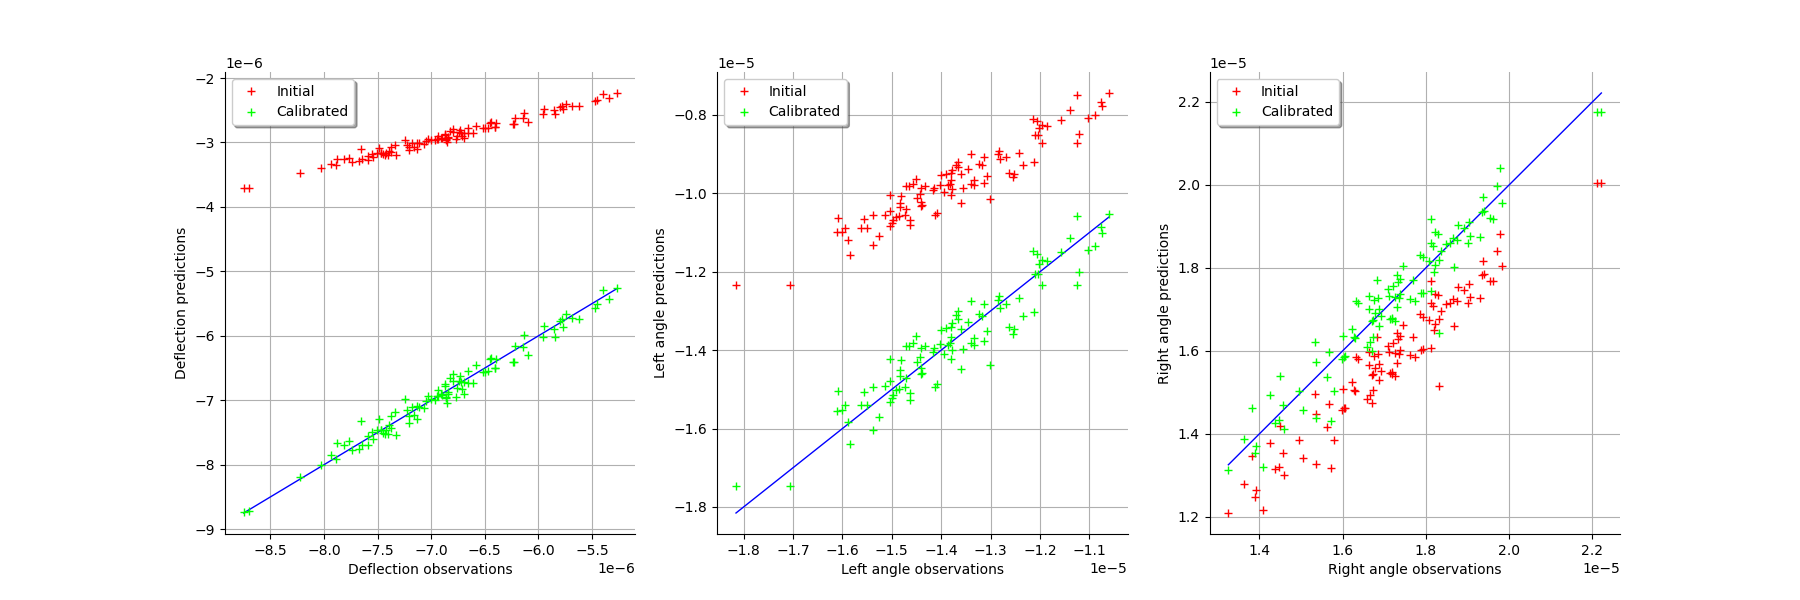 1e−6
Initial
Calibrated
−2
−3
−4
−5
−6
−7
−8
−9
Deflection predictions
−8.5 −8.0 −7.5 −7.0 −6.5 −6.0 −5.5
Deflection observations
1e−6
1e−5
Initial
Calibrated
−0.8
−1.0
−1.2
−1.4
−1.6
−1.8
Left angle predictions
−1.8 −1.7 −1.6 −1.5 −1.4 −1.3 −1.2 −1.1
Left angle observations
1e−5
1e−5
Initial
Calibrated
2.2
2.0
1.8
1.6
1.4
1.2
Right angle predictions
1.4 1.6 1.8 2.0 2.2
Right angle observations
1e−5